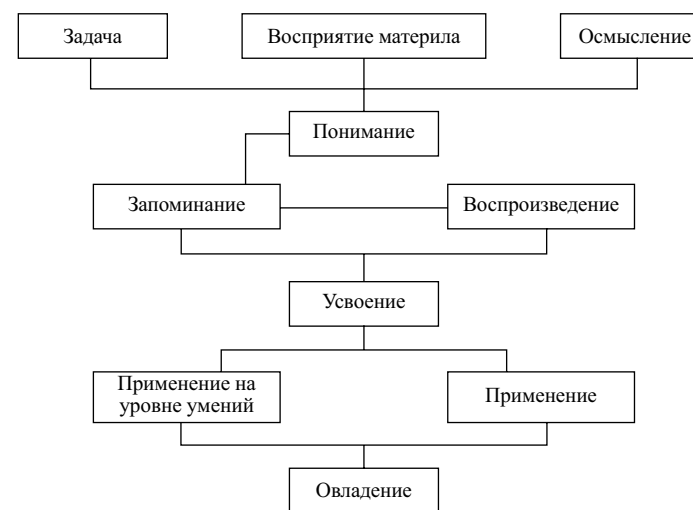 Задача
Восприятие материла
Осмысление
Понимание
Запоминание
Воспроизведение
Усвоение
Применение на
уровне умений
Применение
Овладение